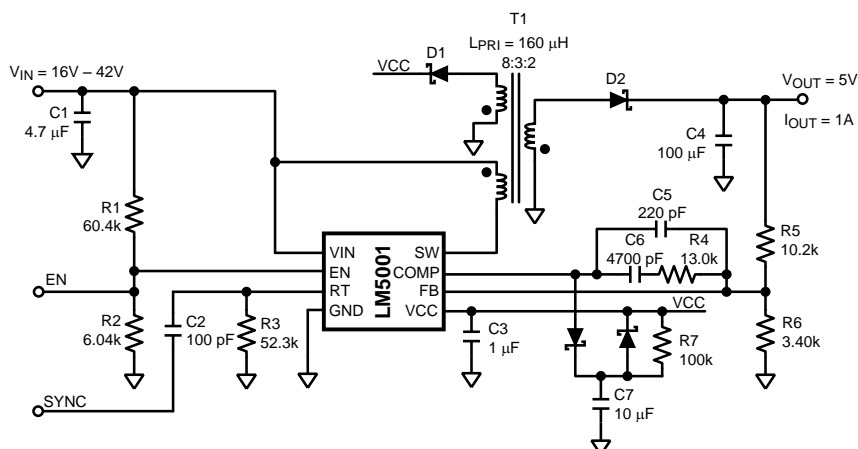 T1
LPRI = 160 µH
8:3:2
D1
VCC
VIN = 16V – 42V
D2
VOUT = 5V
IOUT = 1A
C1
4.7 µF
C4
100 µF
R1
60.4k
C5
220 pF
C6
4700 pF
R4
13.0k
R5
10.2k
LM5001
VIN
EN
RT
GND
SW
COMP
FB
VCC
EN
VCC
R2
6.04k
C2
100 pF
R3
52.3k
C3
1 µF
R7
100k
R6
3.40k
C7
10 µF
SYNC